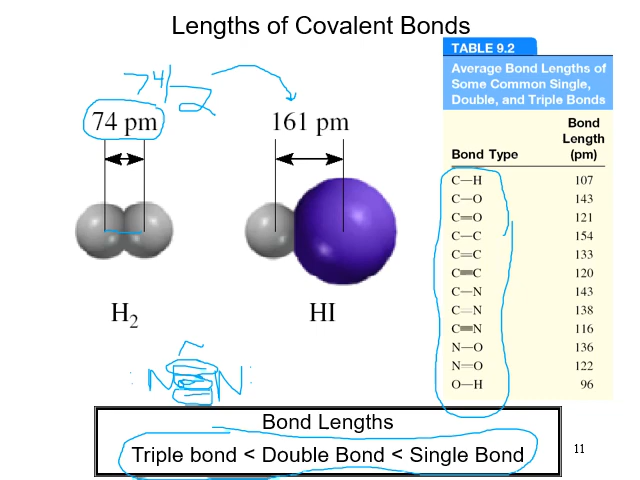 Lengths of Covalent Bonds
74/2
74 pm
161 pm
H2
HI
:N≡N:
TABLE 9.2
Average Bond Lengths of
Some Common Single,
Double, and Triple Bonds
Bond
Length
Bond Type (pm)
C—H 107
C—O 143
C=O 121
C—C 154
C=C 133
C≡C 120
C—N 143
C=N 138
C≡N 116
N—O 136
N=O 122
O—H 96
Bond Lengths
Triple bond < Double Bond < Single Bond
11